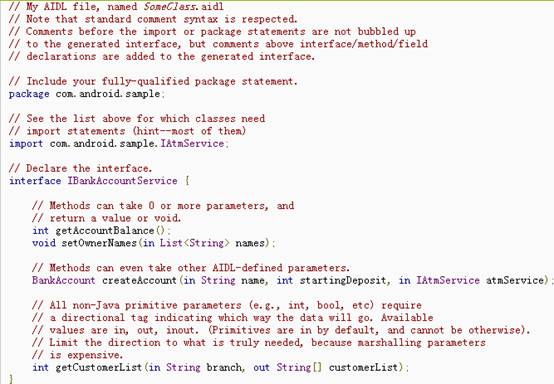 // My AIDL file, named SomeClass.aidl
// Note that standard comment syntax is respected.
// Comments before the import or package statements are not bubbled up
// to the generated interface, but comments above interface/method/field
// declarations are added to the generated interface.
// Include your fully-qualified package statement.
package com.android.sample;
// See the list above for which classes need
// import statements (hint--most of them)
import com.android.sample.IAtmService;
// Declare the interface.
interface IBankAccountService {
// Methods can take 0 or more parameters, and
// return a value or void.
int getAccountBalance();
void setOwnerNames(in List<String> names);
// Methods can even take other AIDL-defined parameters.
BankAccount createAccount(in String name, int startingDeposit, in IAtmService atmService);
// All non-Java primitive parameters (e.g., int, bool, etc) require
// a directional tag indicating which way the data will go. Available
// values are in, out, inout. (Primitives are in by default, and cannot be otherwise).
// Limit the direction to what is truly needed, because marshalling parameters
// is expensive.
int getCustomerList(in String branch, out String[] customerList);
}